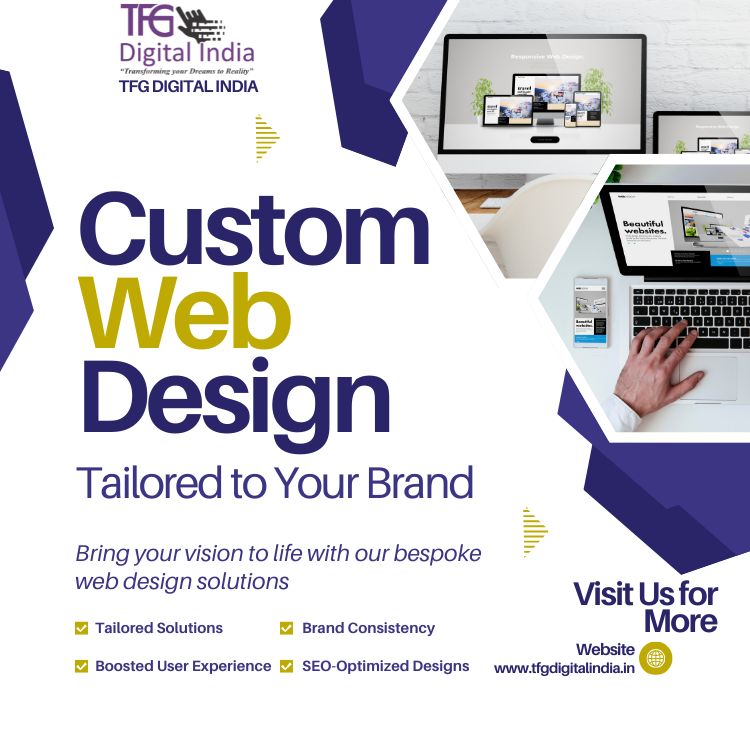 TFG
Digital India
“Transforming your Dreams to Reality”
TFG DIGITAL INDIA
Responsive Web Design
Custom
Web
Design
Beautiful
websites.
Beautiful
websites.
Tailored to Your Brand
Bring your vision to life with our bespoke
web design solutions
Tailored Solutions
Brand Consistency
Boosted User Experience
SEO-Optimized Designs
Visit Us for
More
Website
www.tfgdigitalindia.in